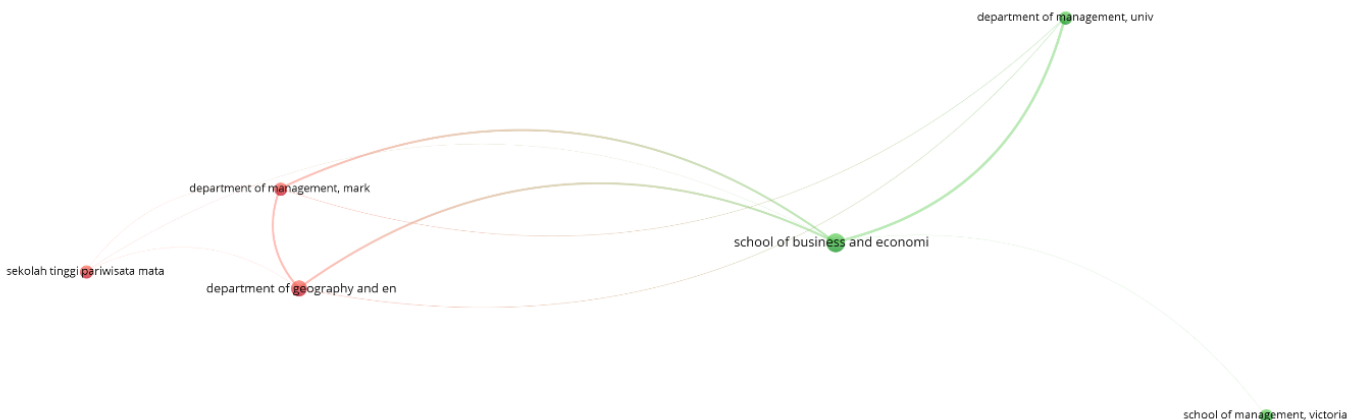 department of management, univ
department of management, mark
school of business and economi
sekolah tinggi pariwisata mata
department of geography and en
school of management, victoria